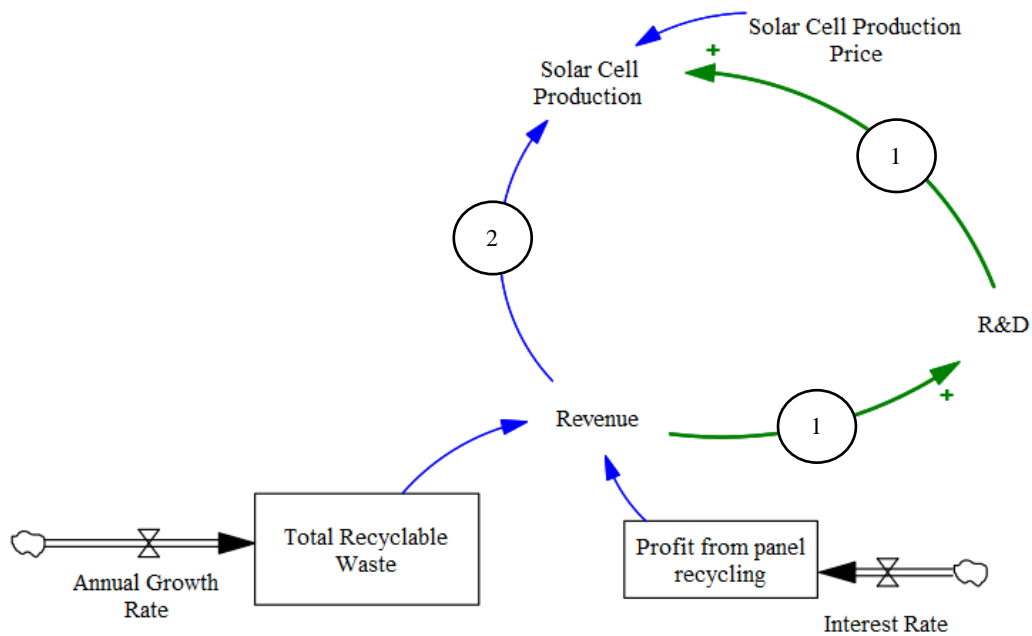 Solar Cell Production
Price
+
Solar Cell
Production
1
2
R&D
+
Revenue
1
Total Recyclable
Waste
Profit from panel
recycling
Annual Growth
Rate
Interest Rate